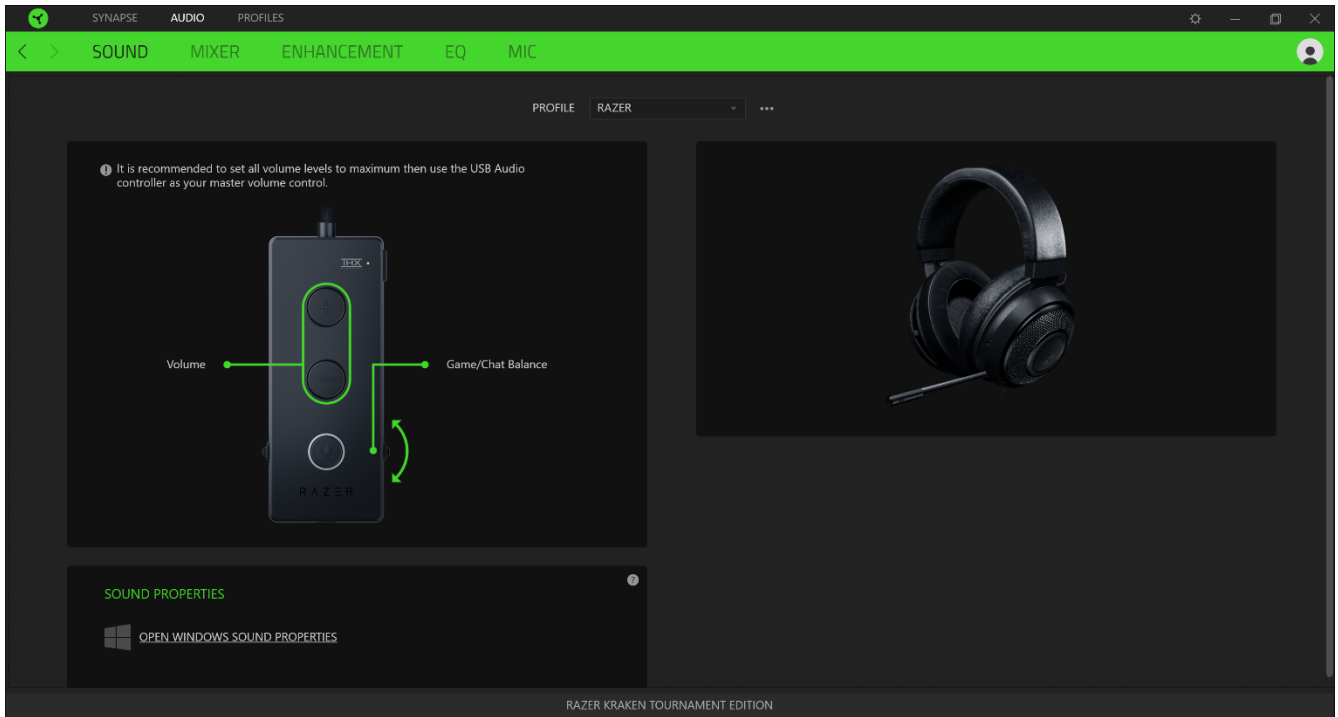 SYNAPSE AUDIO PROFILES
SOUND MIXER ENHANCEMENT EQ MIC
PROFILE RAZER
It is recommended to set all volume levels to maximum then use the USB Audio
controller as your master volume control.
THX
Volume
Game/Chat Balance
RAZER
SOUND PROPERTIES
OPEN WINDOWS SOUND PROPERTIES
RAZER KRAKEN TOURNAMENT EDITION